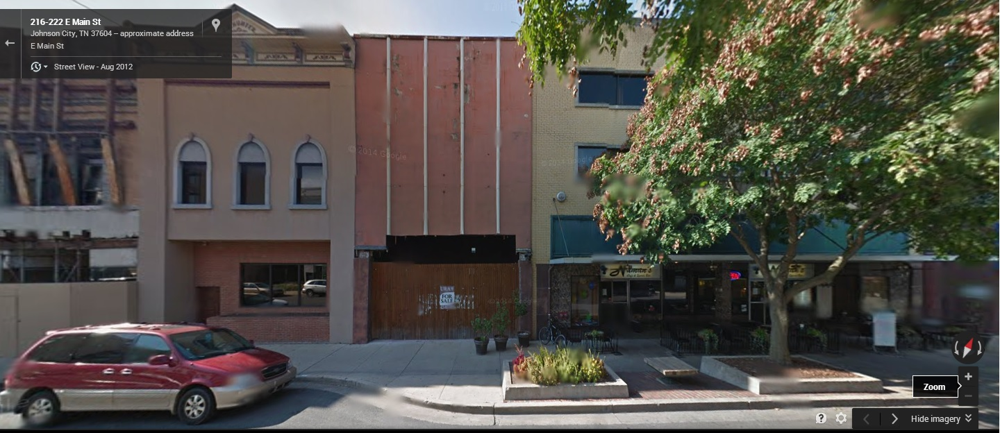 216-222 E Main St
Johnson City, TN 37604 – approximate address
E Main St
Street View - Aug 2012
© 2014 Google
© 2014 Google
© 2014 Google
FOR
SALE
Zoom
Hide imagery